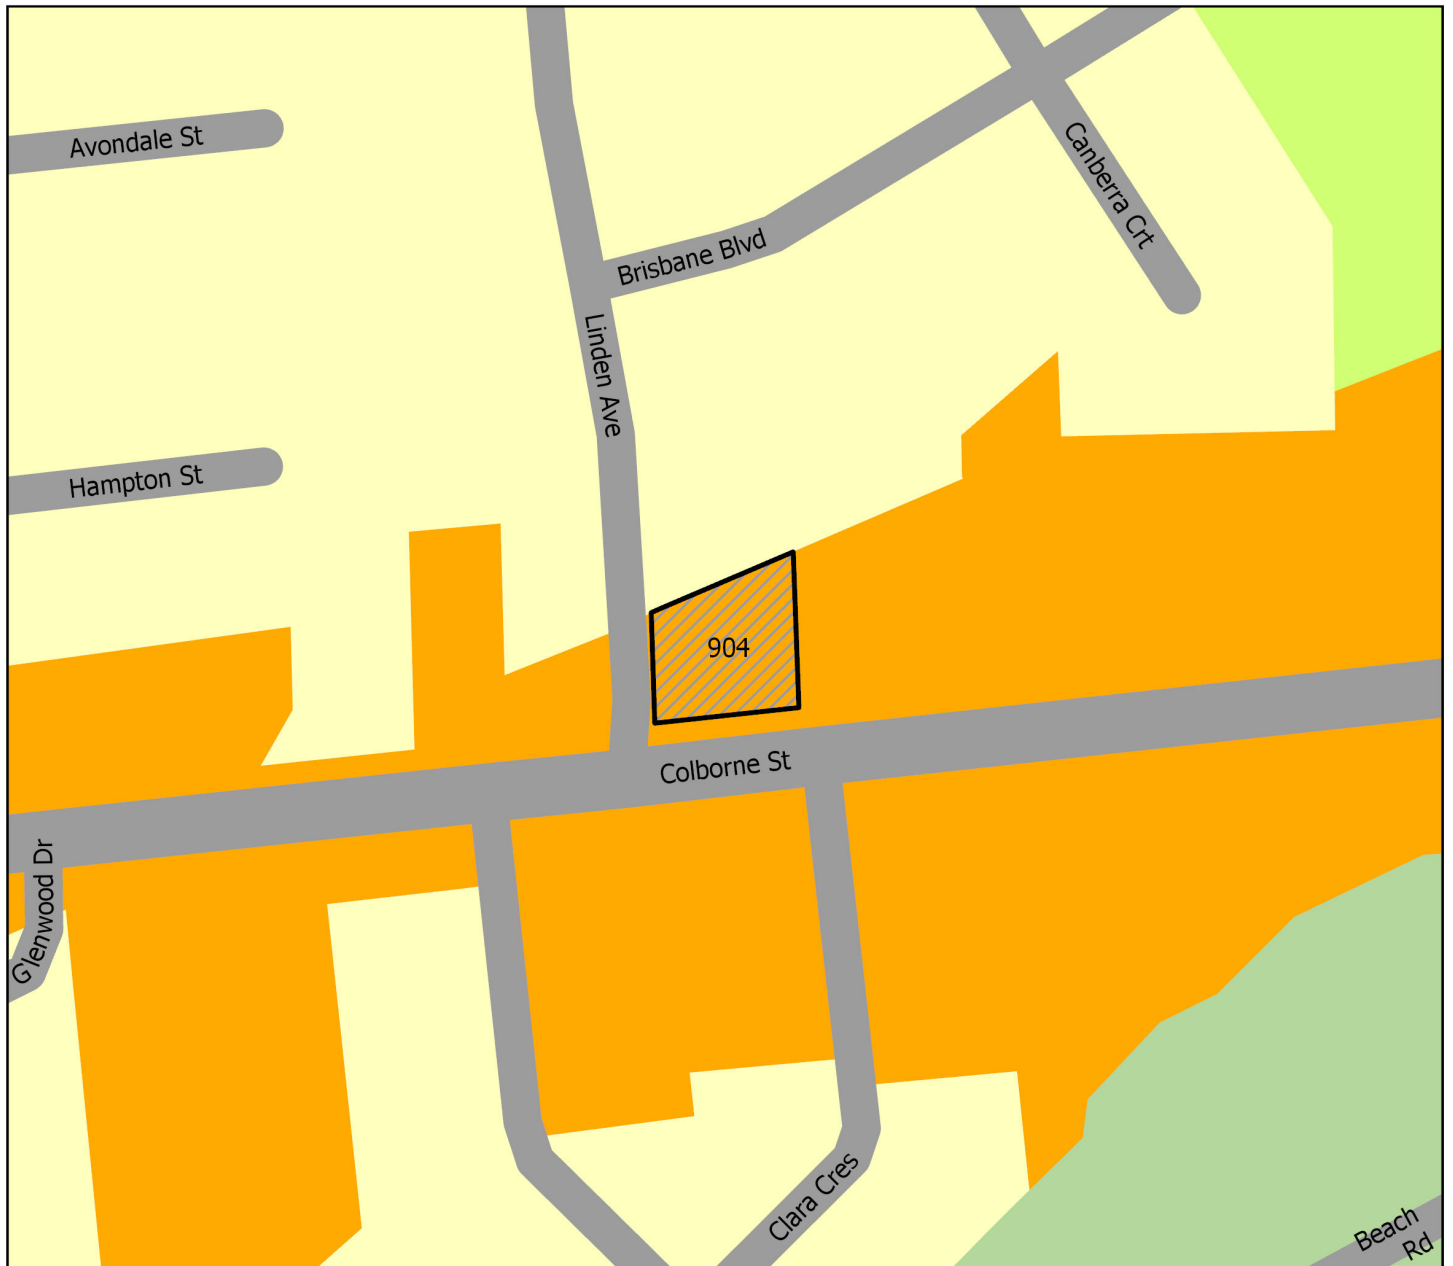 Avondale St
Canberra Crt
Brisbane Blvd
Linden Ave
Hampton St
904
Colborne St
Glenwood Dr
Clara Cres
Beach
Rd